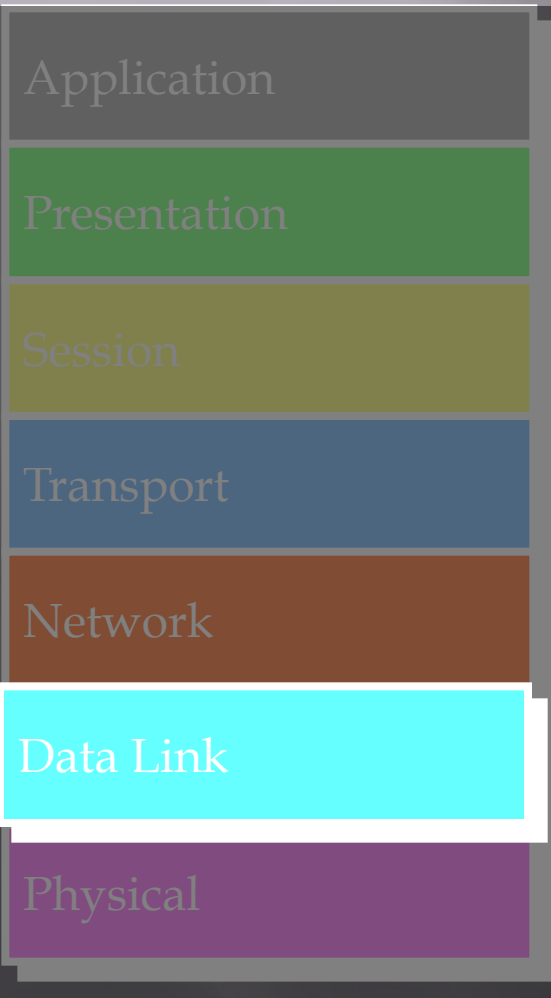 Application
Presentation
Session
Transport
Network
Data Link
Physical